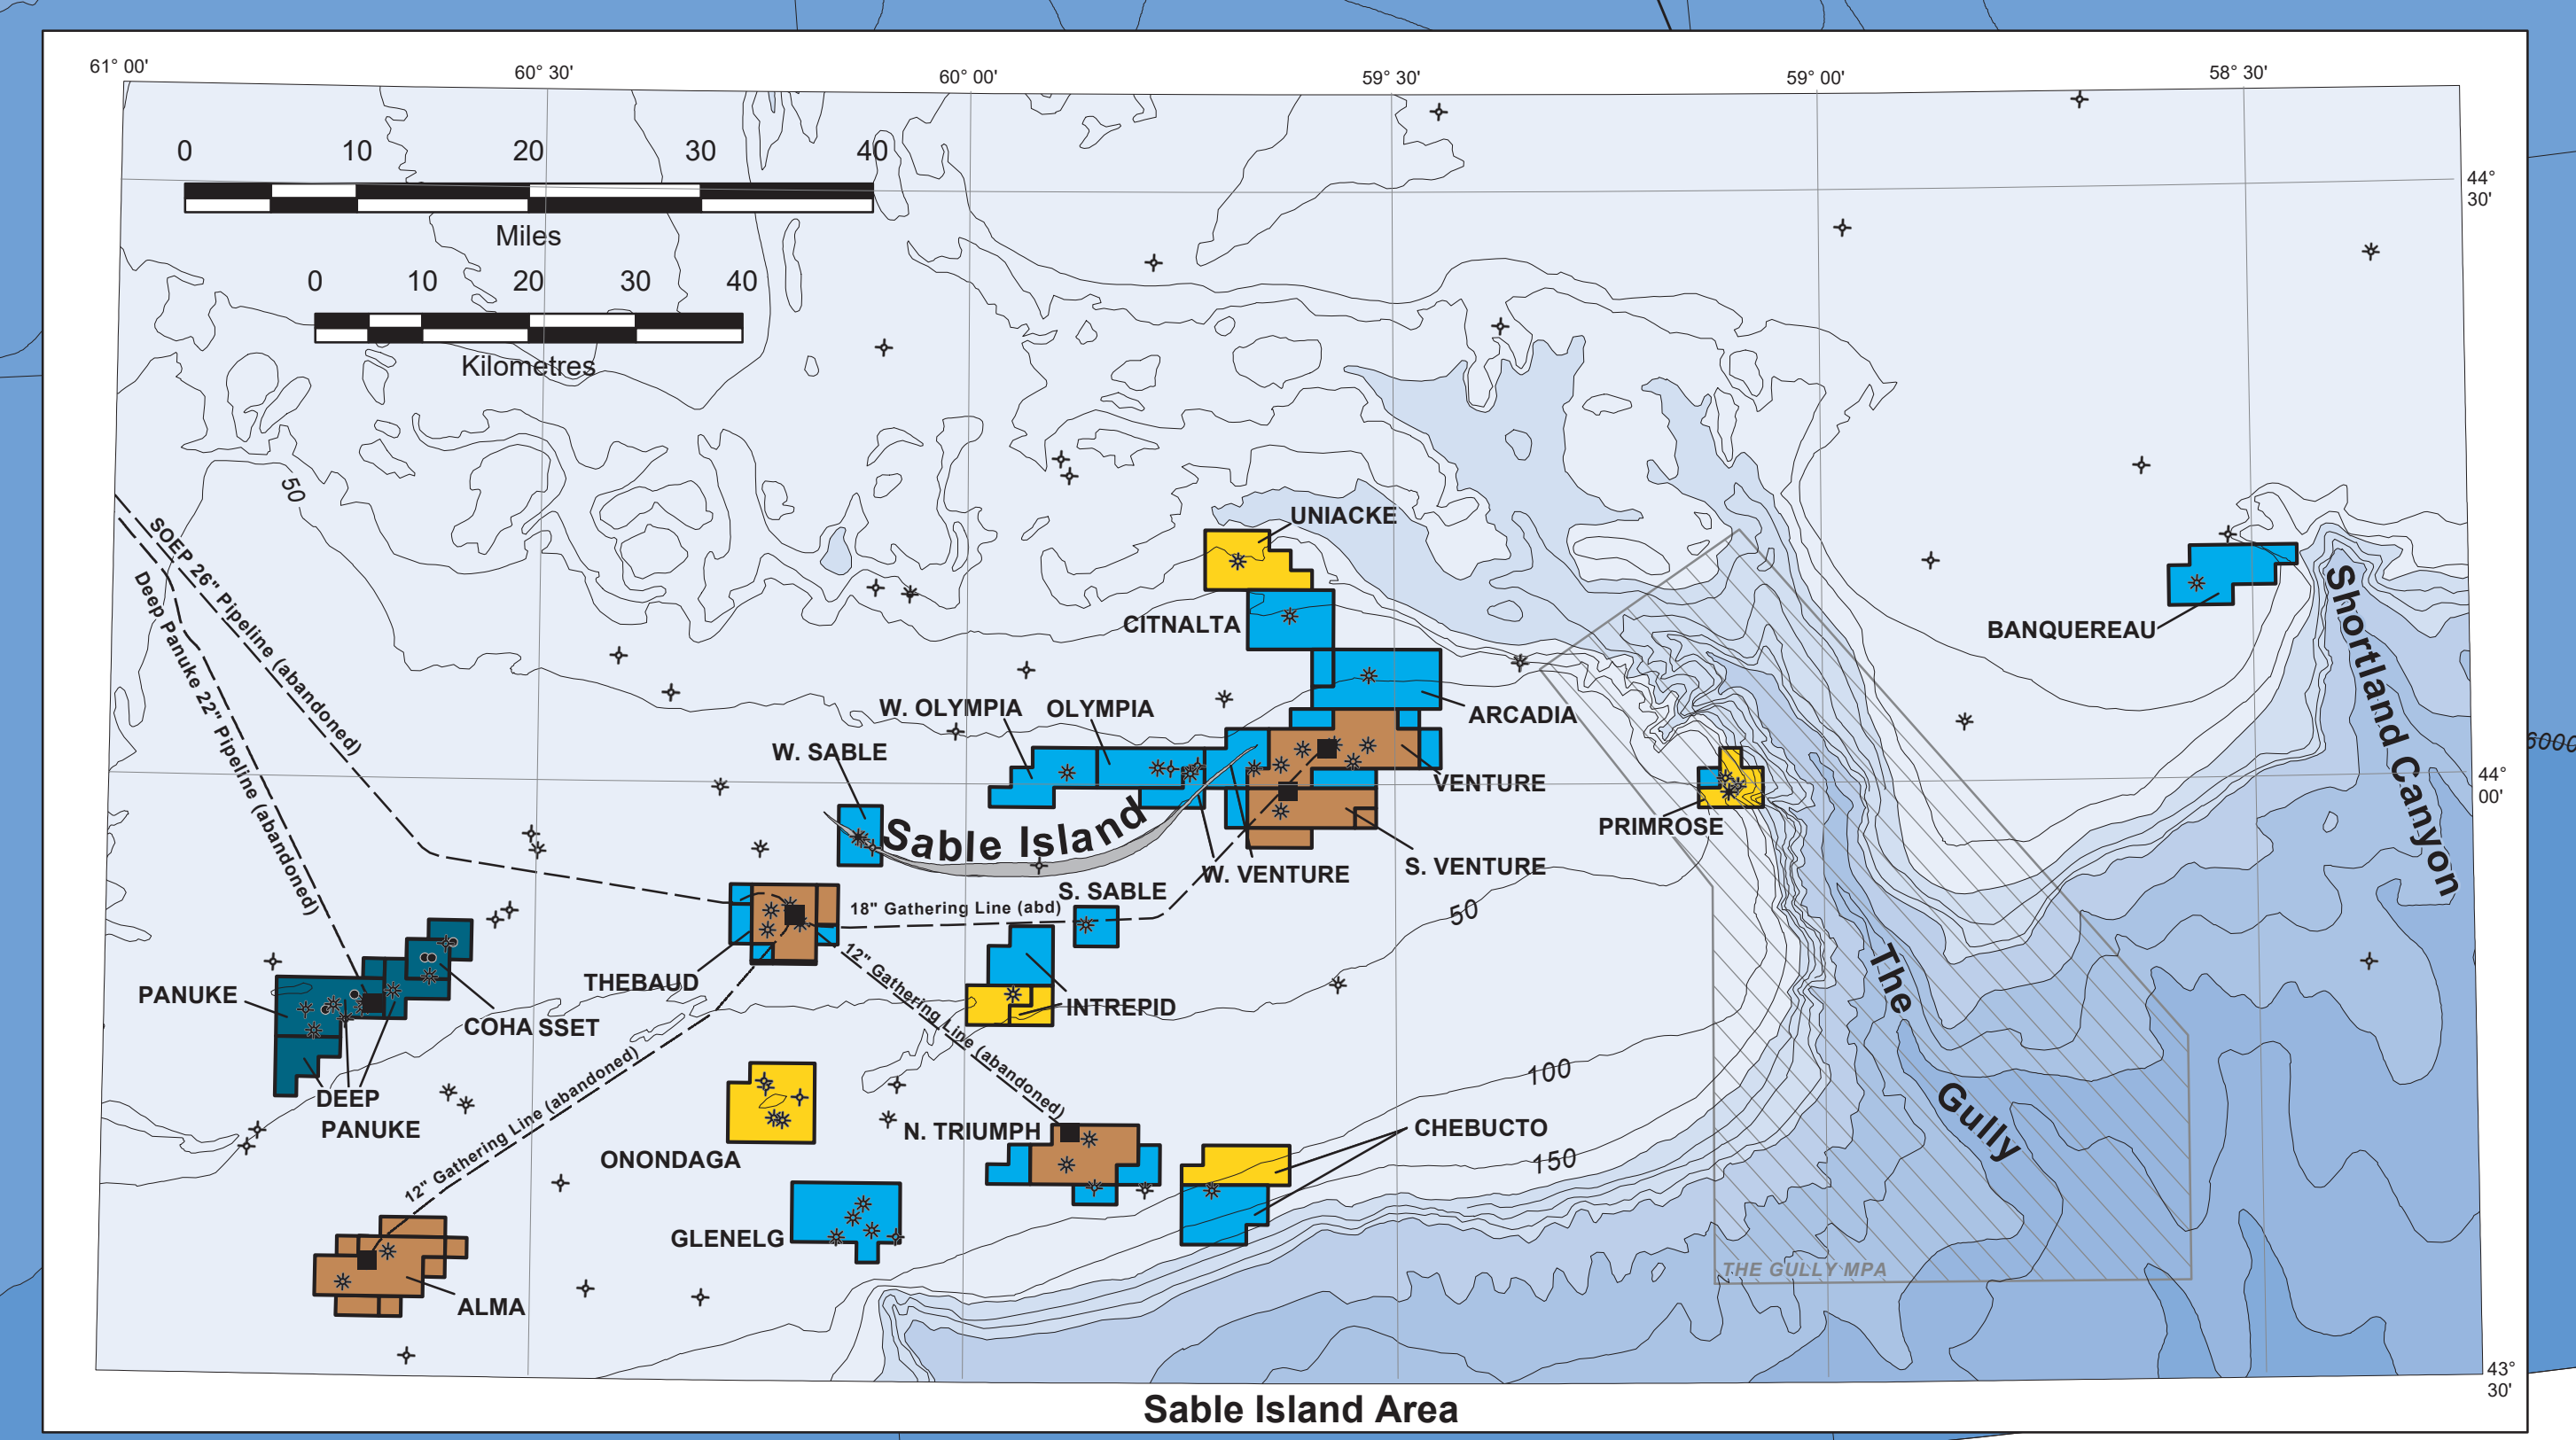 61° 00'
60° 30'
60° 00'
59° 30'
59° 00'
58° 30'
0 10 20 30 40
Miles
0 10 20 30 40
Kilometres
44°
30'
50
SOEP 26" Pipeline (abandoned)
Deep Panuke 22" Pipeline (abandoned)
UNIACKE
CITNALTA
BANQUEREAU
Shortland Canyon
W. OLYMPIA
OLYMPIA
ARCADIA
W. SABLE
6000
VENTURE
44°
00'
Sable Island
PRIMROSE
W. VENTURE
S. VENTURE
S. SABLE
18" Gathering Line (abd)
50
12" Gathering Line (abandoned)
THEBAUD
PANUKE
INTREPID
COHA SSET
The
Gully
12" Gathering Line (abandoned)
100
DEEP
PANUKE
N. TRIUMPH
CHEBUCTO
ONONDAGA
150
GLENELG
THE GULLY MPA
ALMA
43°
30'
Sable Island Area